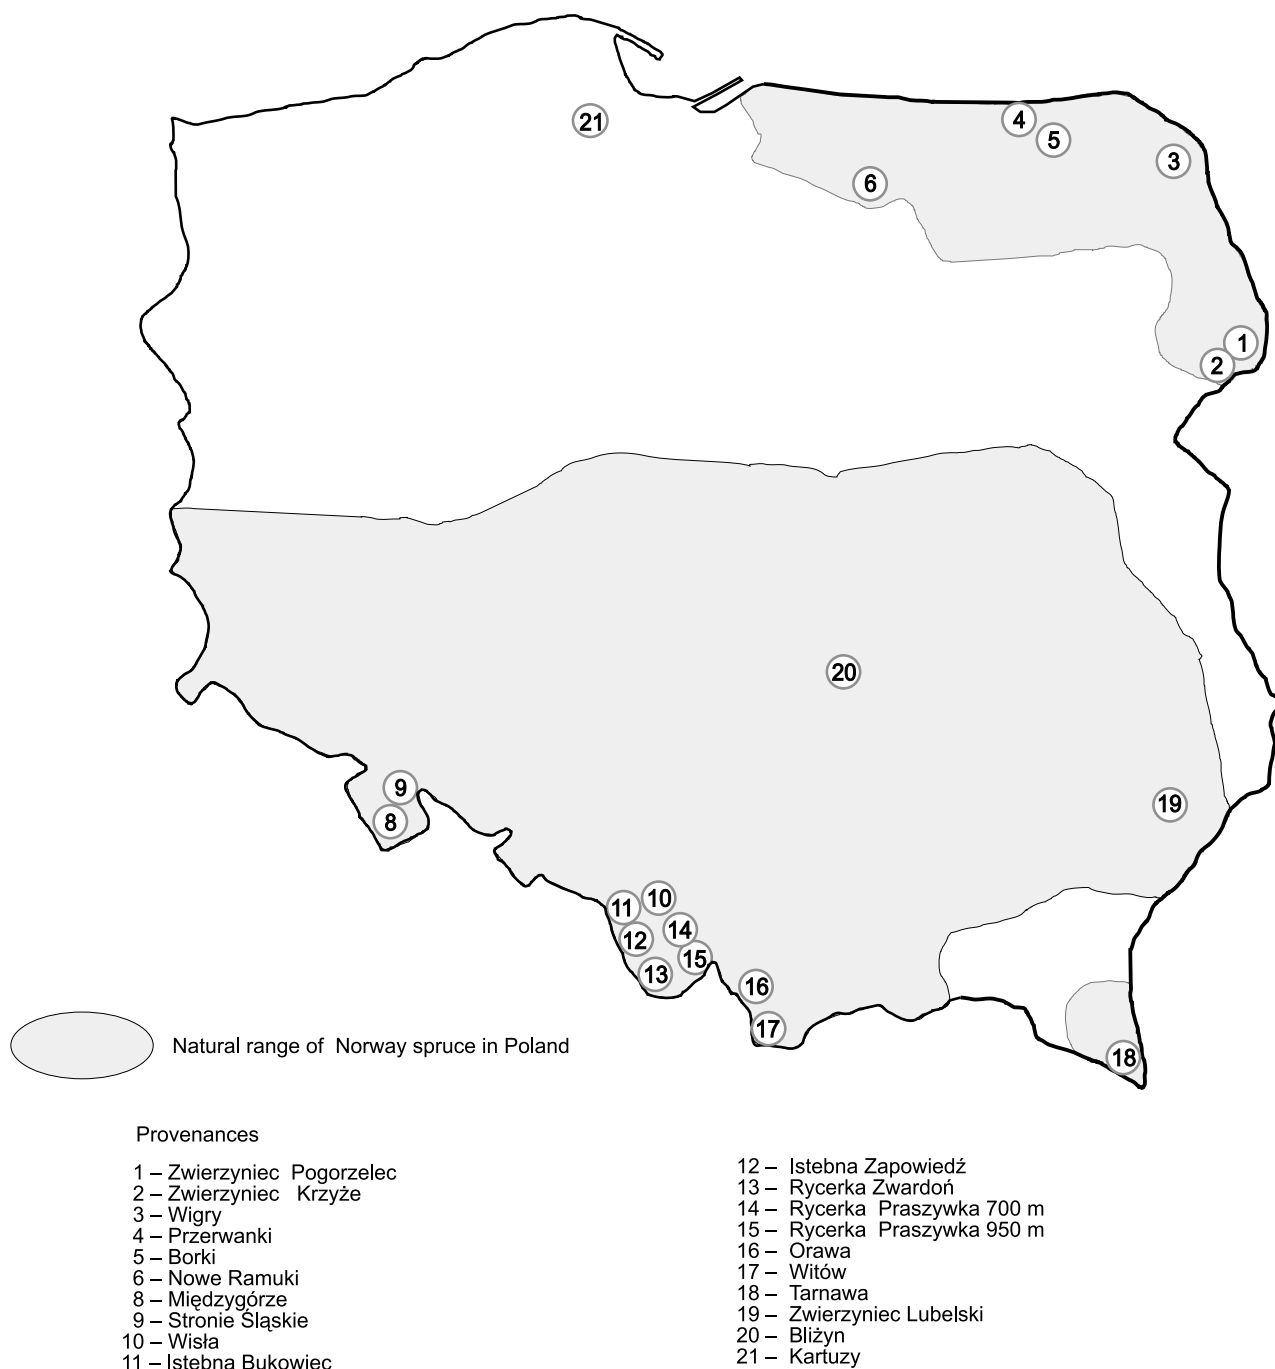 21
4
5
3
6
1
2
20
9
19
8
10
11
14
12
15
13
16
17
18
Natural range of Norway spruce in Poland
Provenances
1 – Zwierzyniec Pogorzelec
2 – Zwierzyniec Krzyże
3 – Wigry
4 – Przerwanki
5 – Borki
6 – Nowe Ramuki
8 – Międzygórze
9 – Stronie Śląskie
10 – Wisła
11 – Istebna Bukowiec
12 – Istebna Zapowiedź
13 – Rycerka Zwardoń
14 – Rycerka Praszywka 700 m
15 – Rycerka Praszywka 950 m
16 – Orawa
17 – Witów
18 – Tarnawa
19 – Zwierzyniec Lubelski
20 – Bliżyn
21 – Kartuzy